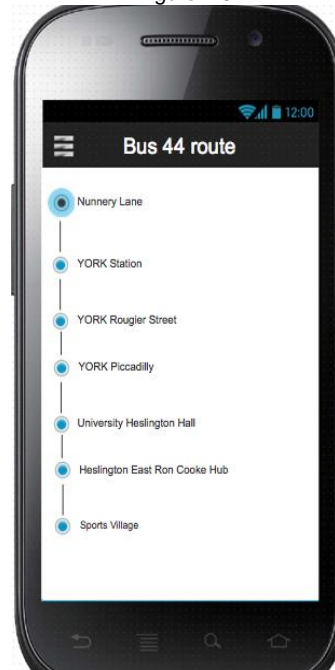 12:00
Bus 44 route
Nunnery Lane
YORK Station
YORK Rougier Street
YORK Piccadilly
University Heslington Hall
Heslington East Ron Cooke Hub
Sports Village